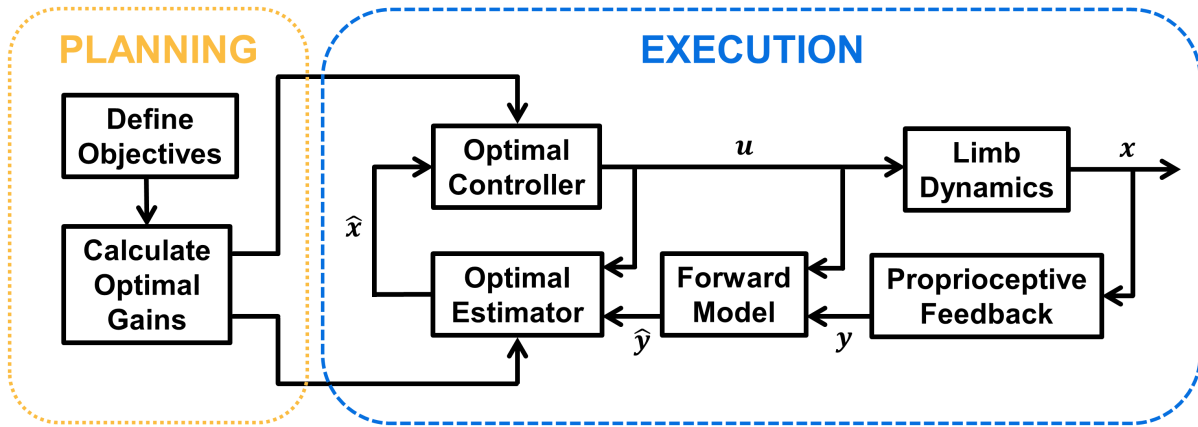 PLANNING
Define
Objectives
Calculate
Optimal
Gains
EXECUTION
Optimal
Controller
u
Limb
Dynamics
x
x̂
Optimal
Estimator
ŷ
Forward
Model
y
Proprioceptive
Feedback